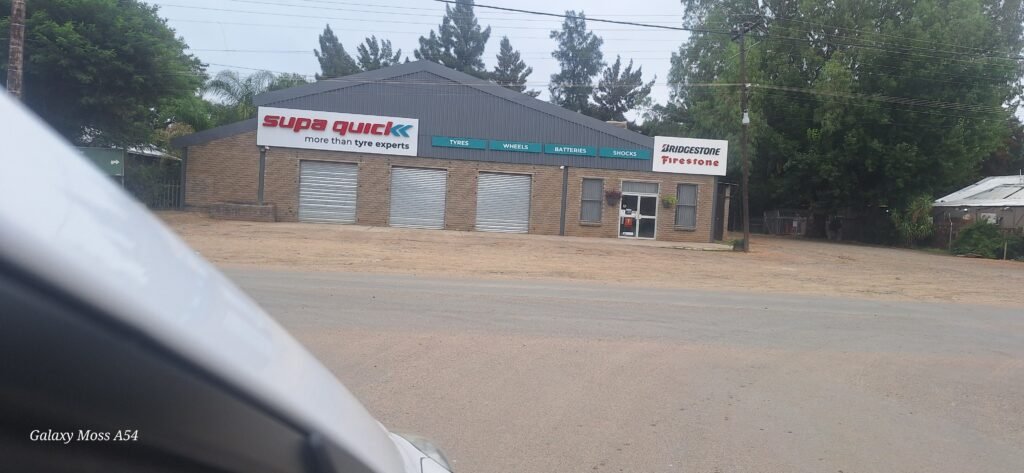 supa quick
more than tyre experts
TYRES
WHEELS
BATTERIES
SHOCKS
BRIDGESTONE
Firestone
Galaxy Moss A54